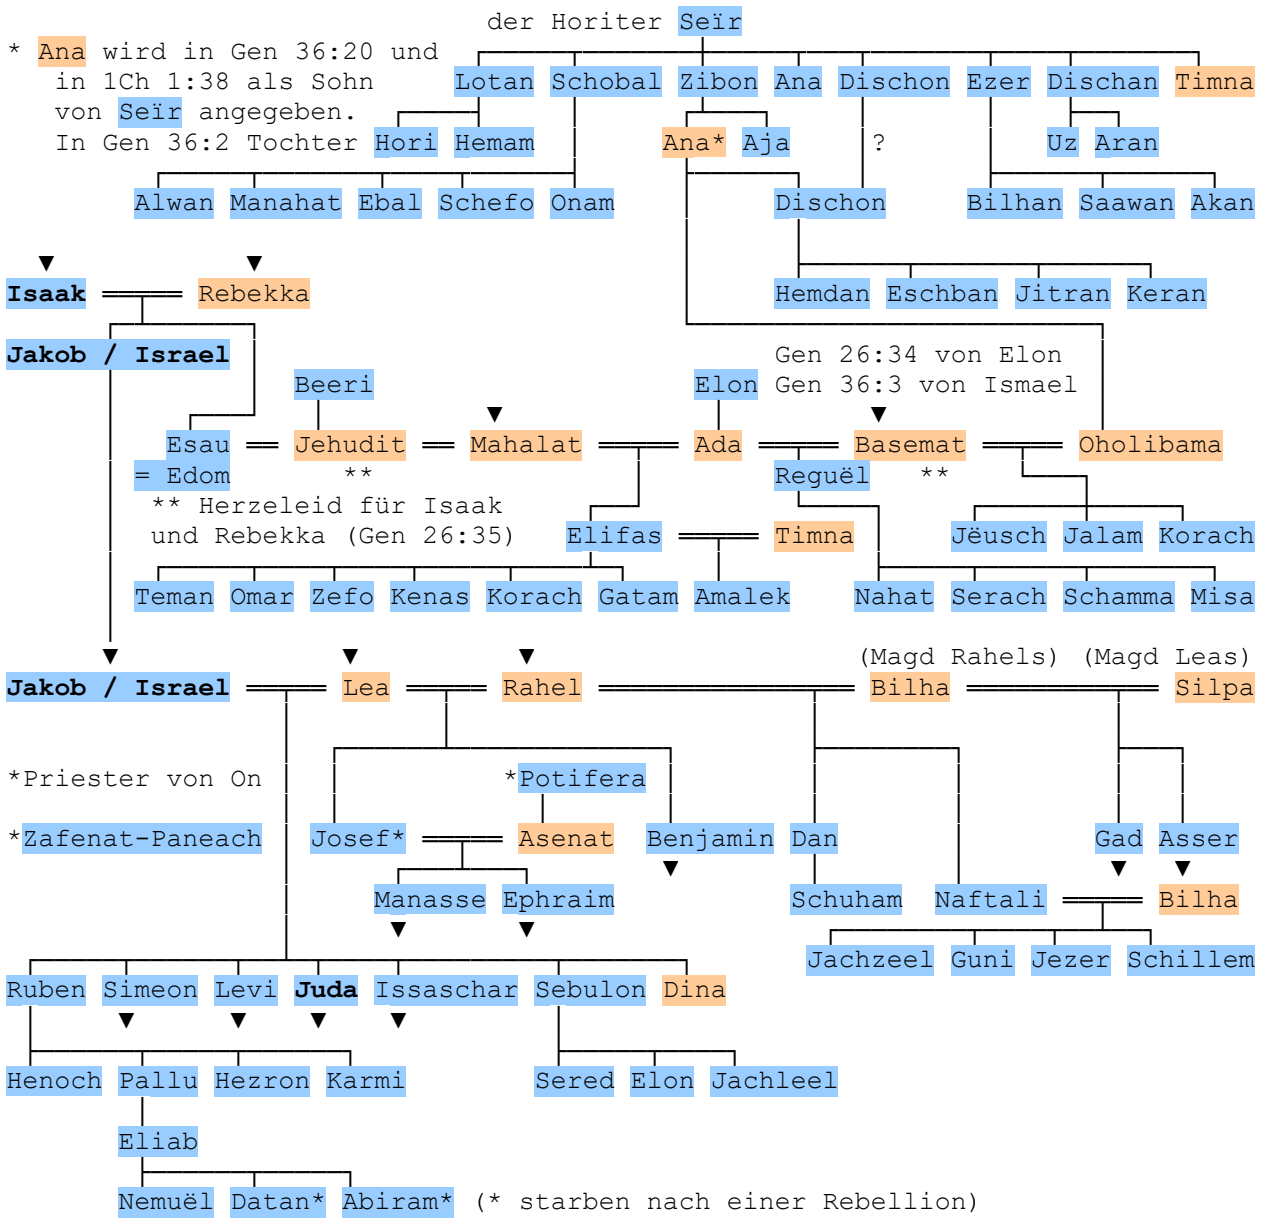 der Horiter Seïr
* Ana wird in Gen 36:20 und
in 1Ch 1:38 als Sohn Lotan Schobal Zibon Ana Dischon Ezer Dischan Timna
von Seïr angegeben.
In Gen 36:2 Tochter Hori Hemam Ana* Aja ? Uz Aran
Alwan Manahat Ebal Schefo Onam Dischon Bilhan Saawan Akan
▼ ▼
Isaak Rebekka Hemdan Eschban Jitran Keran
Jakob / Israel Gen 26:34 von Elon
Beeri Elon Gen 36:3 von Ismael
▼ ▼
Esau Jehudit Mahalat Ada Basemat Oholibama
= Edom ** Reguël **
** Herzeleid für Isaak
und Rebekka (Gen 26:35) Elifas Timna Jëusch Jalam Korach
Teman Omar Zefo Kenas Korach Gatam Amalek Nahat Serach Schamma Misa
▼ ▼ ▼ (Magd Rahels) (Magd Leas)
Jakob / Israel Lea Rahel Bilha Silpa
*Priester von On *Potifera
*Zafenat-Paneach Josef* Asenat Benjamin Dan Gad Asser
▼ ▼ ▼
Manasse Ephraim Schuham Naftali Bilha
▼ ▼
Jachzeel Guni Jezer Schillem
Ruben Simeon Levi Juda Issaschar Sebulon Dina
▼ ▼ ▼ ▼
Henoch Pallu Hezron Karmi Sered Elon Jachleel
Eliab
Nemuël Datan* Abiram* (* starben nach einer Rebellion)